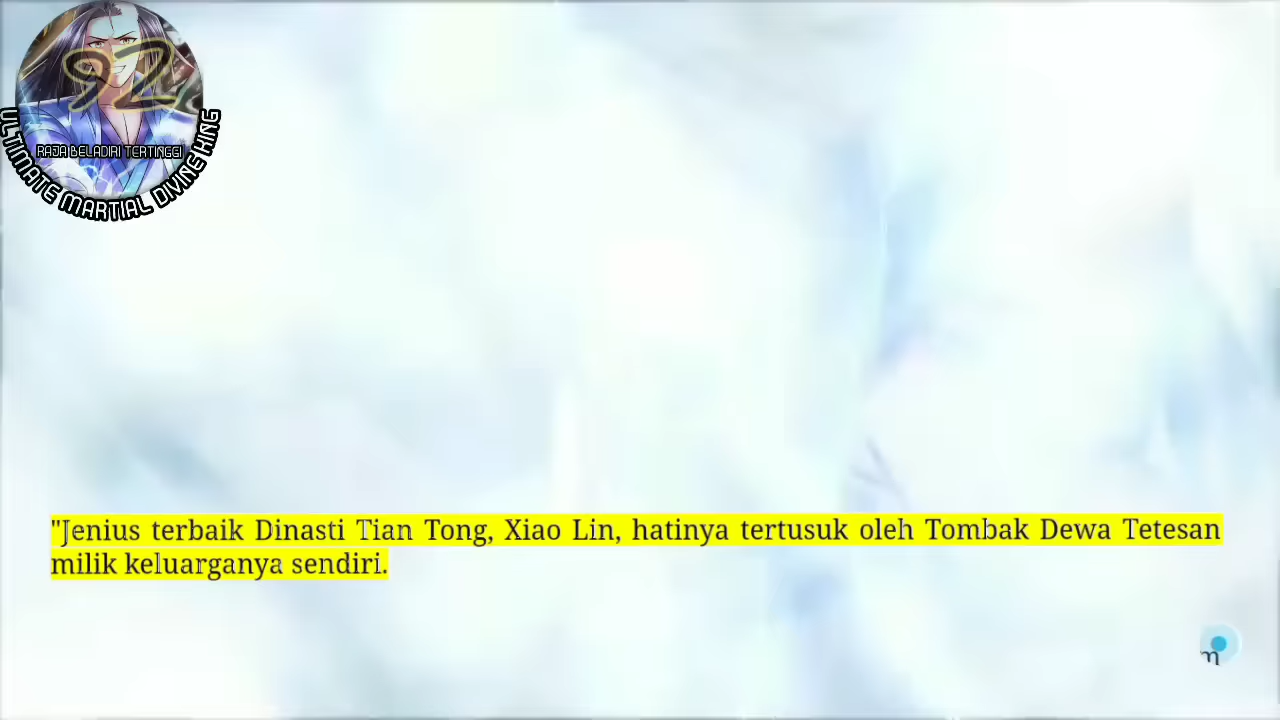 92
RAJA BELADIRI TERTINGGI
ULTIMATE MARTIAL DIVINE KING
"Jenius terbaik Dinasti Tian Tong, Xiao Lin, hatinya tertusuk oleh Tombak Dewa Tetesan
milik keluarganya sendiri.